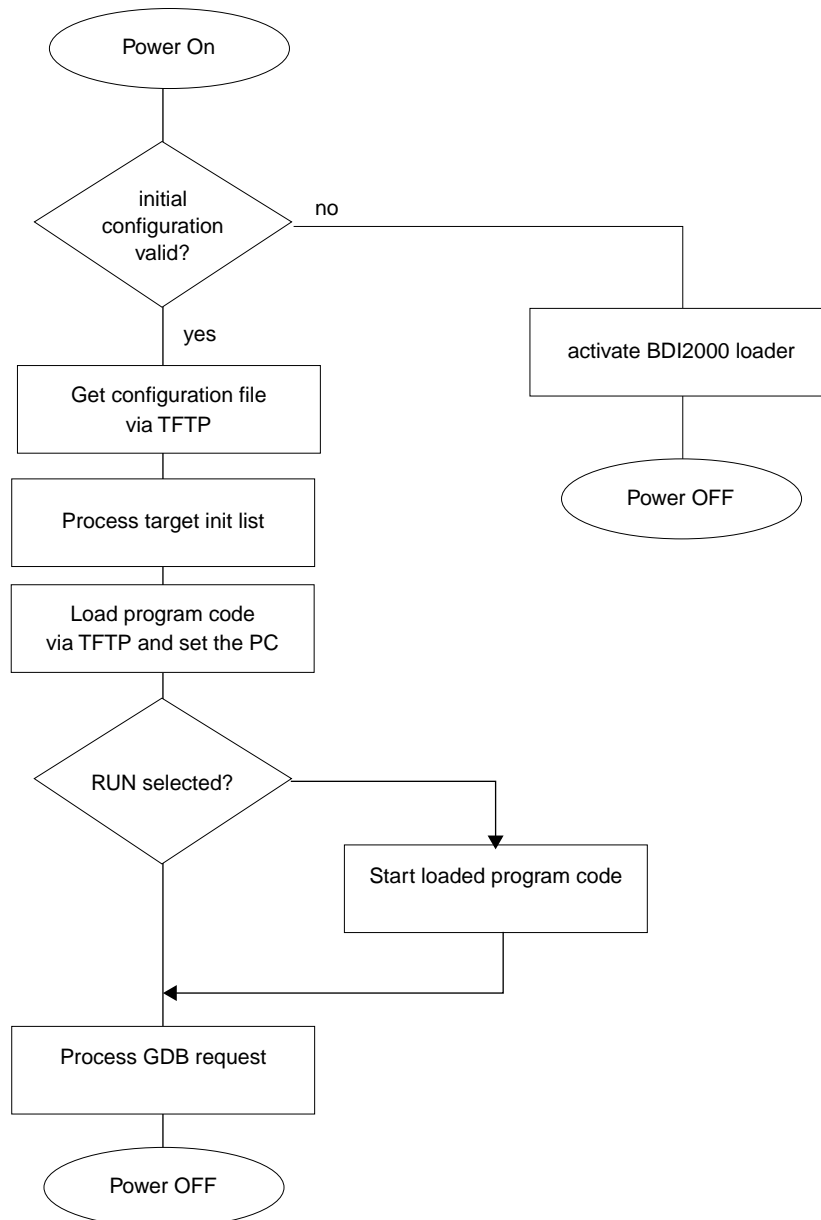 Power On
initial
configuration
valid?
no
yes
activate BDI2000 loader
Get configuration file
via TFTP
Power OFF
Process target init list
Load program code
via TFTP and set the PC
RUN selected?
Start loaded program code
Process GDB request
Power OFF